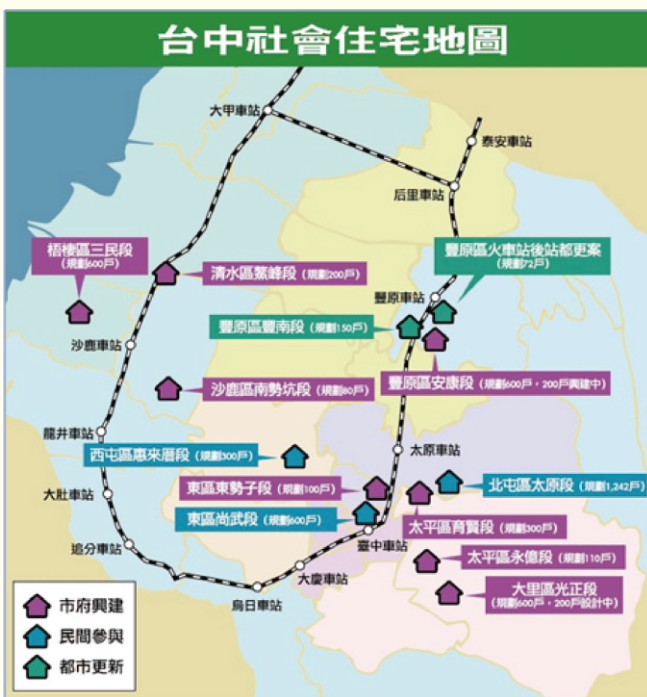 台中社會住宅地圖
大甲車站
泰安車站
后里車站
梧棲區三民段
(規劃600戶)
清水區鰲峰段(規劃200戶)
豐原區火車站後站都更案
(規劃72戶)
豐原車站
豐原區豐南段(規劃150戶)
沙鹿車站
豐原區安康段(規劃600戶，200戶興建中)
沙鹿區南勢坑段(規劃80戶)
龍井車站
太原車站
西屯區惠來厝段(規劃300戶)
大肚車站
東區東勢子段(規劃100戶)
北屯區太原段(規劃1,242戶)
東區尚武段(規劃600戶)
太平區育賢段(規劃300戶)
追分車站
臺中車站
太平區永億段(規劃110戶)
大慶車站
烏日車站
大里區光正段
(規劃600戶，200戶設計中)
市府興建
民間參與
都市更新